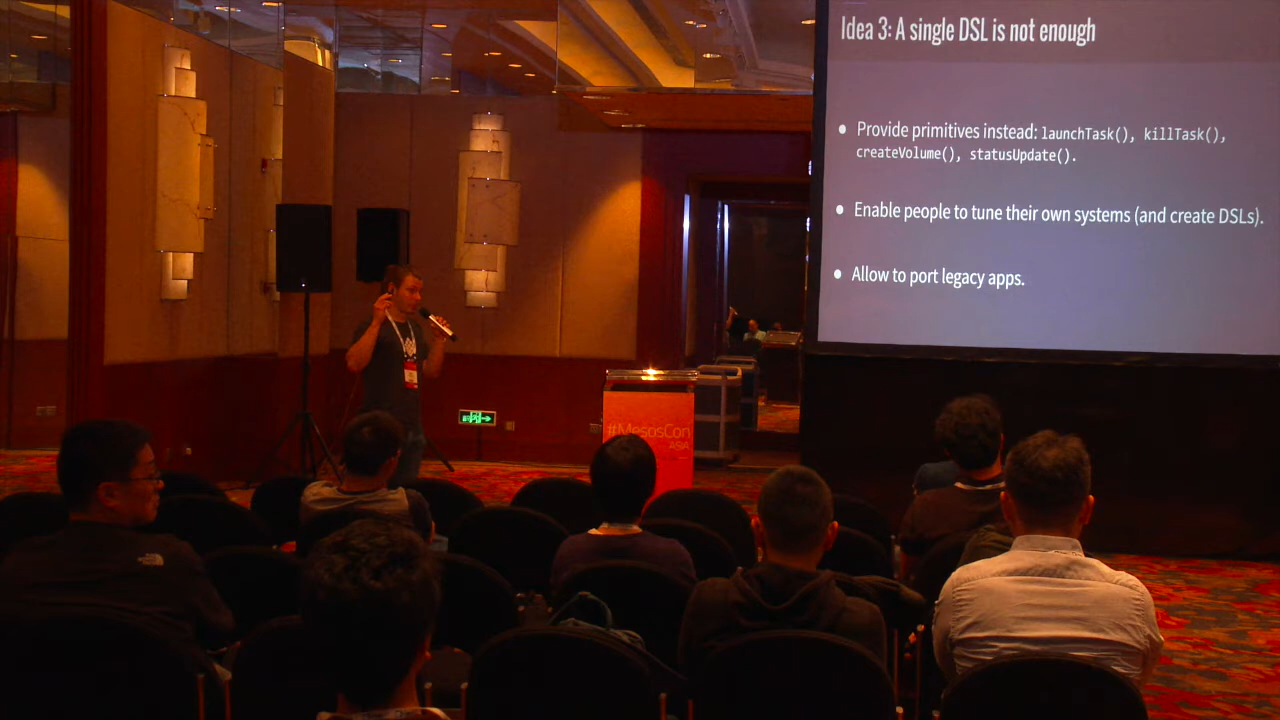 Idea 3: A single DSL is not enough
● Provide primitives instead: launchTask(), killTask(),
createVolume(), statusUpdate().
● Enable people to tune their own systems (and create DSLs).
● Allow to port legacy apps.
#MesosCon
ASIA